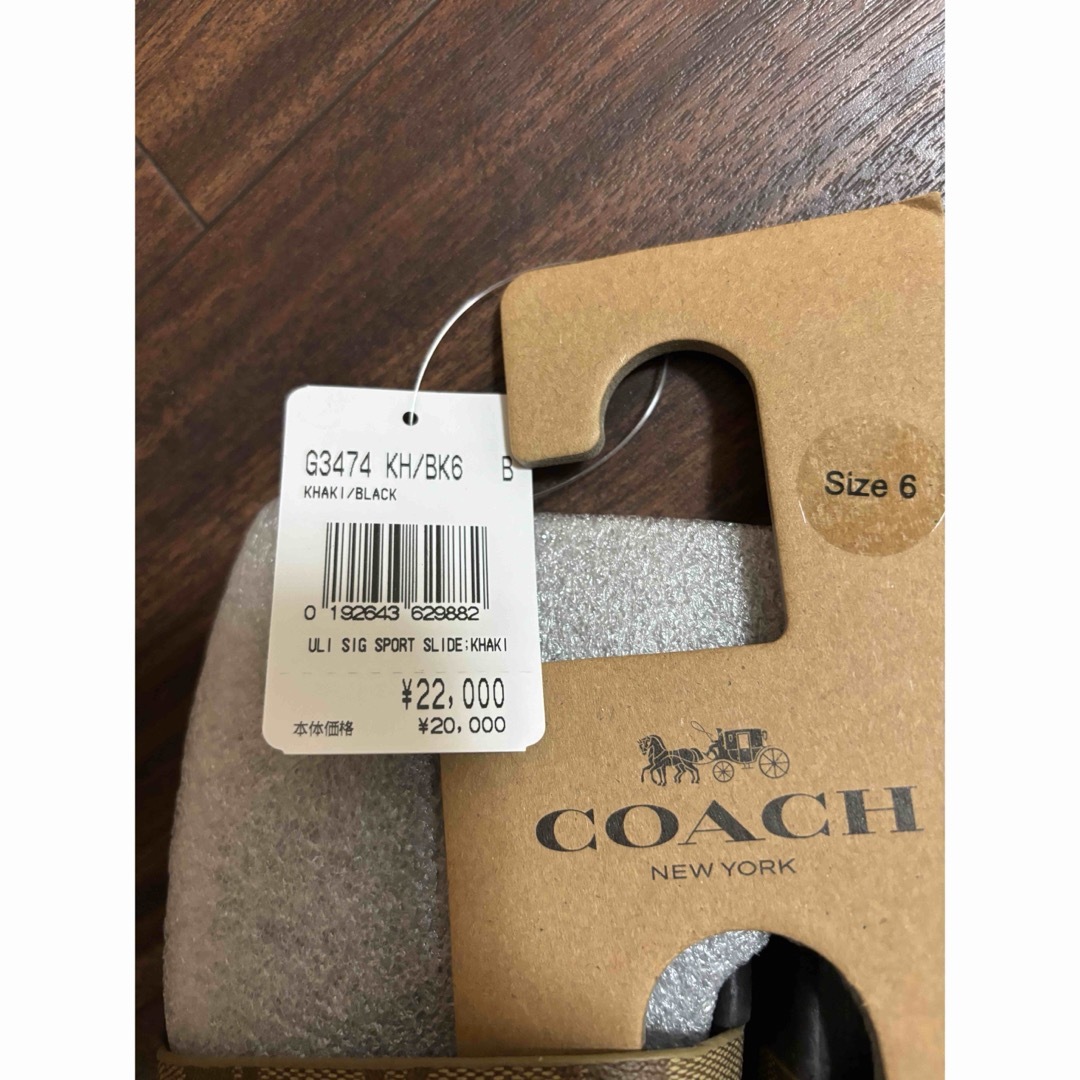 G3474 KH/BK6 B
KHAKI/BLACK
0 192643 629882
ULI SIG SPORT SLIDE;KHAKI
¥22,000
本体価格 ¥20,000
Size 6
COACH
NEW YORK